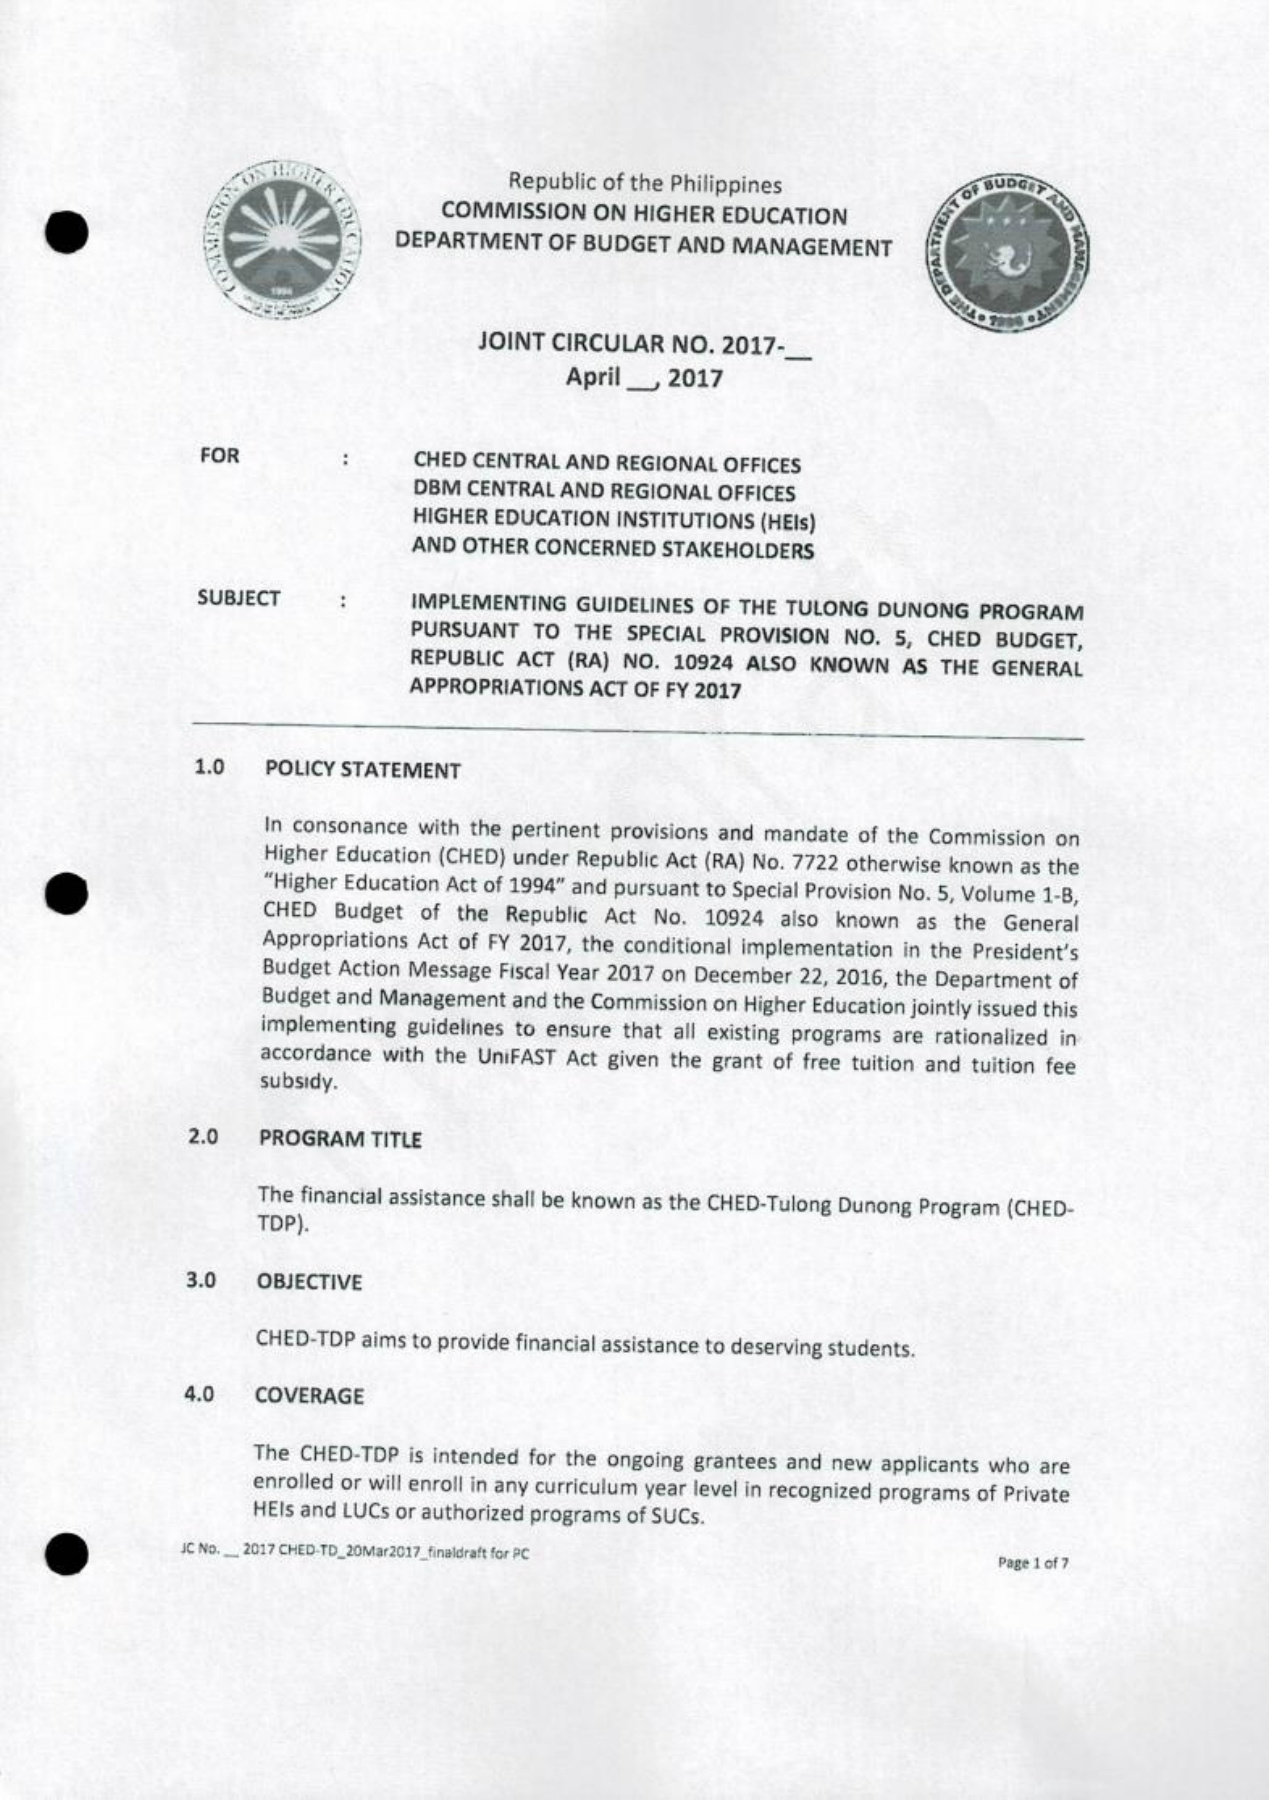 COMMISSION ON HIGHER EDUCATION
1994
Republic of the Philippines
COMMISSION ON HIGHER EDUCATION
DEPARTMENT OF BUDGET AND MANAGEMENT
THE DEPARTMENT OF BUDGET AND MANAGEMENT
JOINT CIRCULAR NO. 2017-__
April __, 2017
FOR : CHED CENTRAL AND REGIONAL OFFICES
DBM CENTRAL AND REGIONAL OFFICES
HIGHER EDUCATION INSTITUTIONS (HEIs)
AND OTHER CONCERNED STAKEHOLDERS
SUBJECT : IMPLEMENTING GUIDELINES OF THE TULONG DUNONG PROGRAM
PURSUANT TO THE SPECIAL PROVISION NO. 5, CHED BUDGET,
REPUBLIC ACT (RA) NO. 10924 ALSO KNOWN AS THE GENERAL
APPROPRIATIONS ACT OF FY 2017
1.0 POLICY STATEMENT
In consonance with the pertinent provisions and mandate of the Commission on
Higher Education (CHED) under Republic Act (RA) No. 7722 otherwise known as the
“Higher Education Act of 1994” and pursuant to Special Provision No. 5, Volume 1-B,
CHED Budget of the Republic Act No. 10924 also known as the General
Appropriations Act of FY 2017, the conditional implementation in the President’s
Budget Action Message Fiscal Year 2017 on December 22, 2016, the Department of
Budget and Management and the Commission on Higher Education jointly issued this
implementing guidelines to ensure that all existing programs are rationalized in
accordance with the UniFAST Act given the grant of free tuition and tuition fee
subsidy.
2.0 PROGRAM TITLE
The financial assistance shall be known as the CHED-Tulong Dunong Program (CHED-
TDP).
3.0 OBJECTIVE
CHED-TDP aims to provide financial assistance to deserving students.
4.0 COVERAGE
The CHED-TDP is intended for the ongoing grantees and new applicants who are
enrolled or will enroll in any curriculum year level in recognized programs of Private
HEIs and LUCs or authorized programs of SUCs.
JC No. __ 2017 CHED-TD_20Mar2017_finaldraft for PC
Page 1 of 7